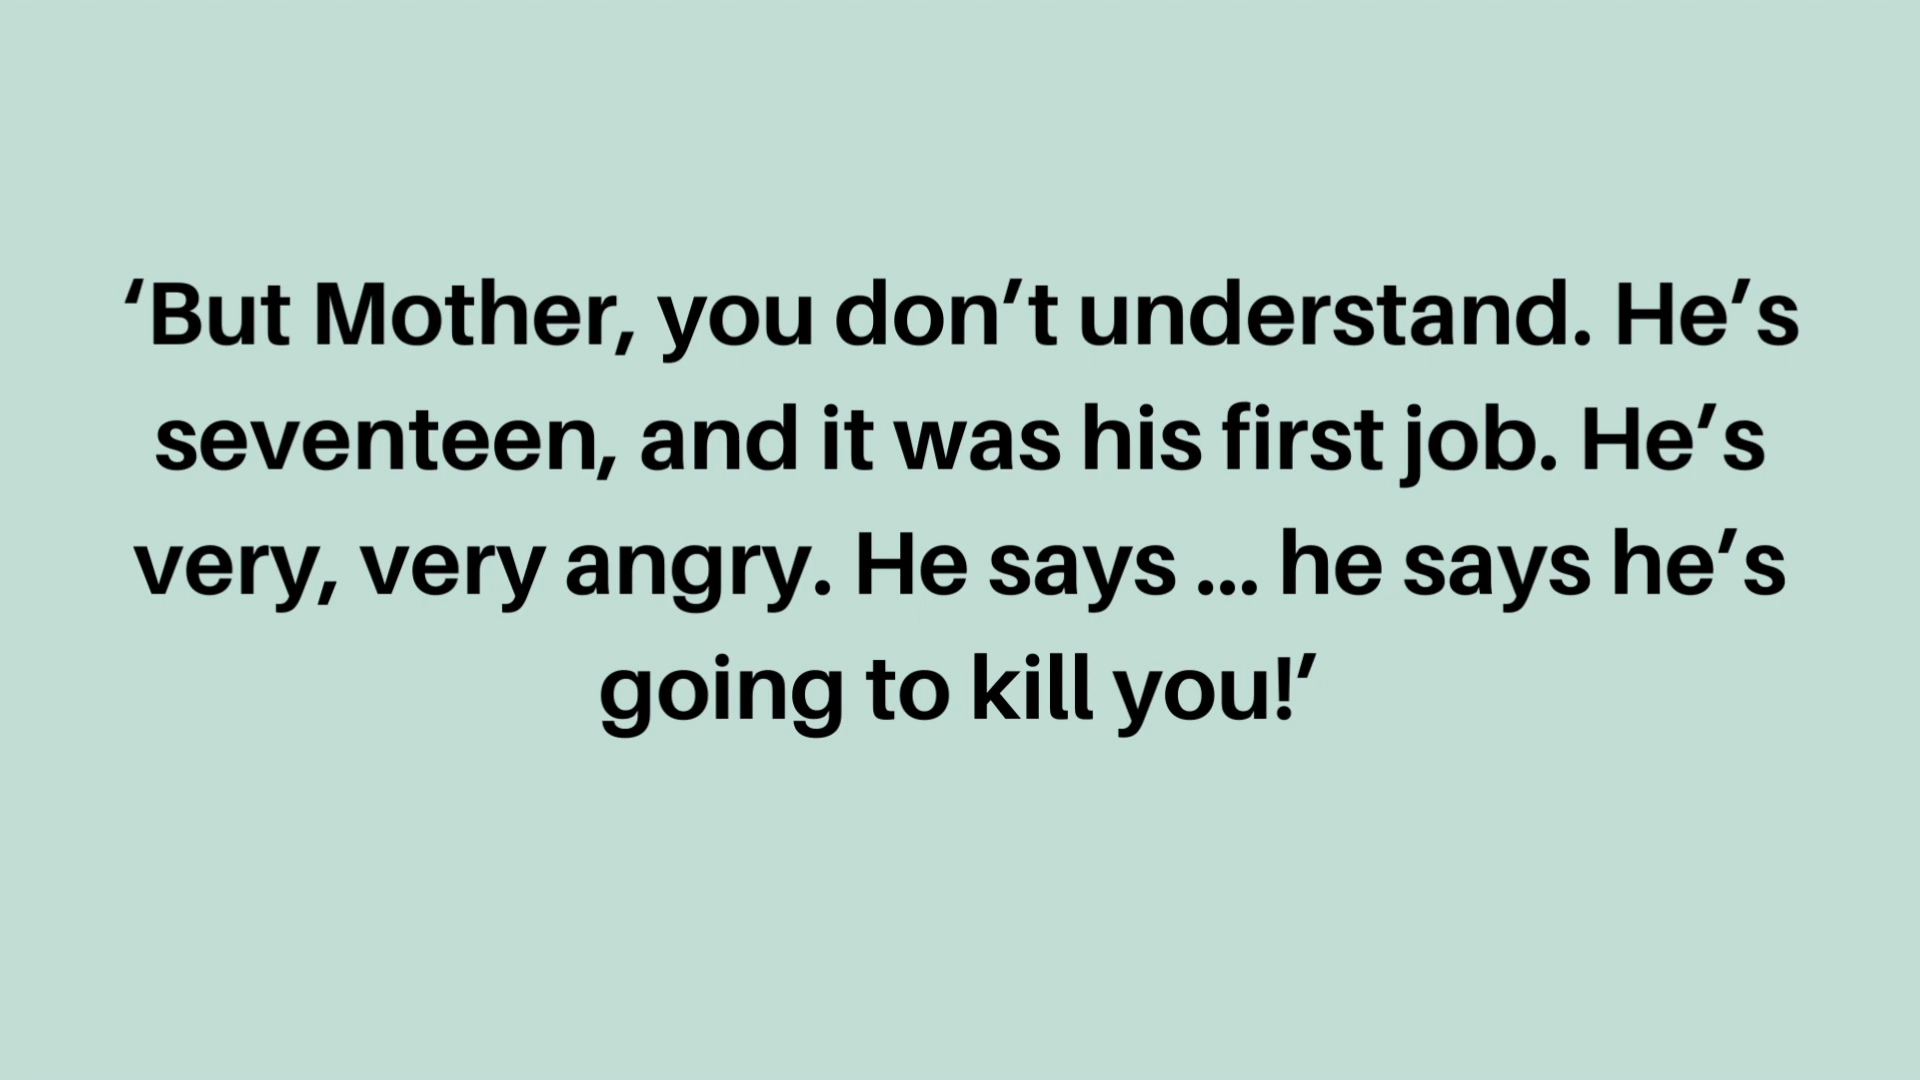 ‘But Mother, you don’t understand. He’s
seventeen, and it was his first job. He’s
very, very angry. He says ... he says he’s
going to kill you!’